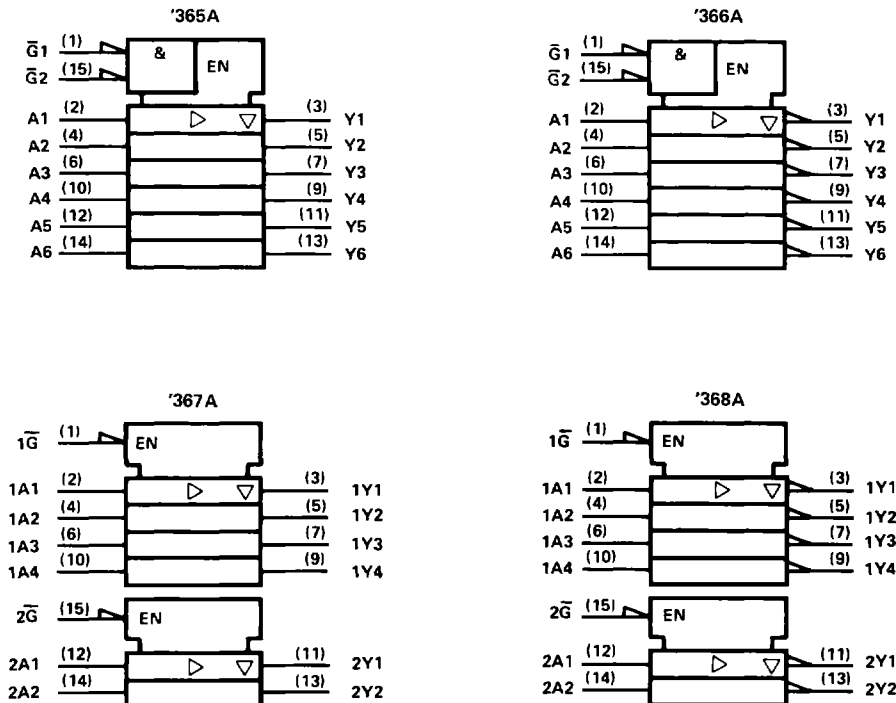 '365A
G̅1 (1) & EN
G̅2 (15)
A1 (2) (3) Y1
A2 (4) (5) Y2
A3 (6) (7) Y3
A4 (10) (9) Y4
A5 (12) (11) Y5
A6 (14) (13) Y6
'366A
G̅1 (1) & EN
G̅2 (15)
A1 (2) (3) Y1
A2 (4) (5) Y2
A3 (6) (7) Y3
A4 (10) (9) Y4
A5 (12) (11) Y5
A6 (14) (13) Y6
'367A
1G̅ (1) EN
1A1 (2) (3) 1Y1
1A2 (4) (5) 1Y2
1A3 (6) (7) 1Y3
1A4 (10) (9) 1Y4
2G̅ (15) EN
2A1 (12) (11) 2Y1
2A2 (14) (13) 2Y2
'368A
1G̅ (1) EN
1A1 (2) (3) 1Y1
1A2 (4) (5) 1Y2
1A3 (6) (7) 1Y3
1A4 (10) (9) 1Y4
2G̅ (15) EN
2A1 (12) (11) 2Y1
2A2 (14) (13) 2Y2